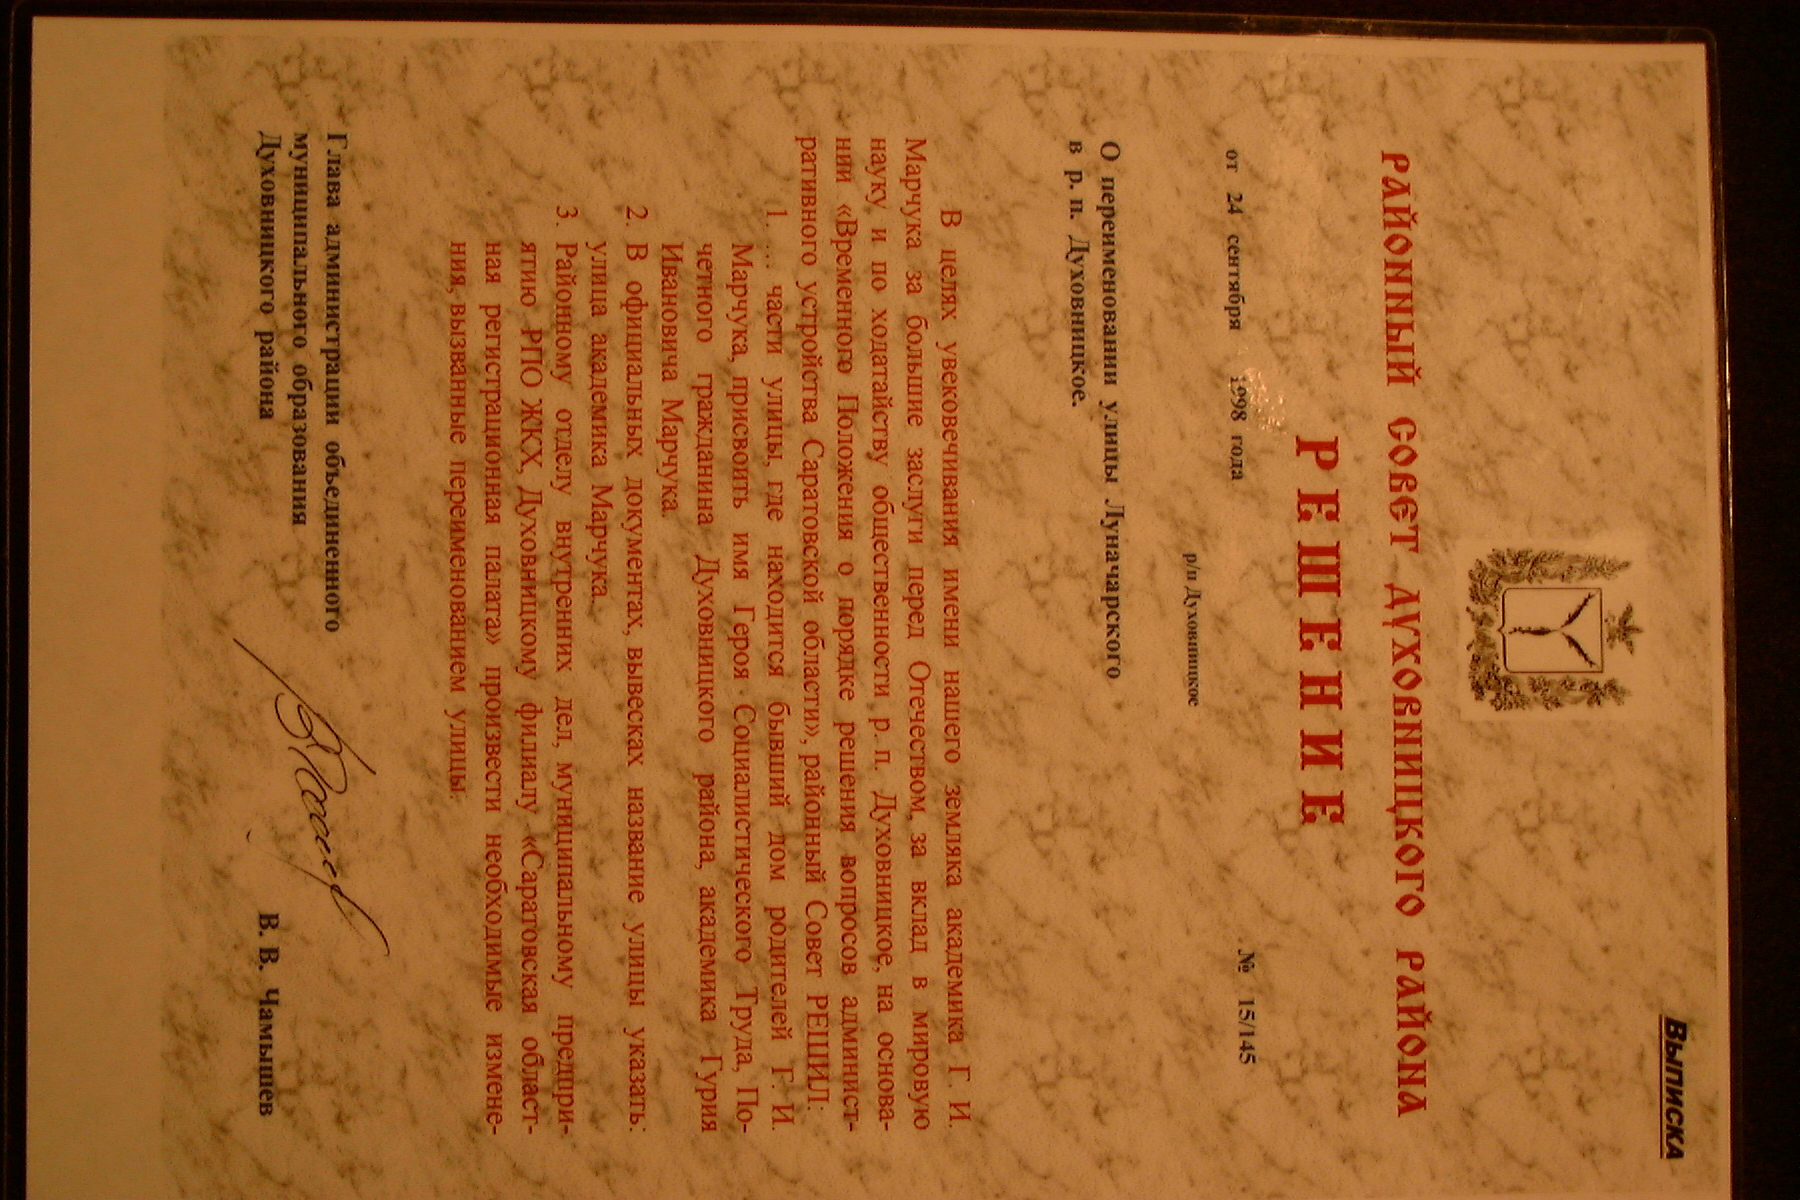 Выписка
РАЙОННЫЙ СОВЕТ ДУХОВНИЦКОГО РАЙОНА
РЕШЕНИЕ
от 24 сентября 1998 года № 15/145
р/п Духовницкое
О переименовании улицы Луначарского
в р. п. Духовницкое.
В целях увековечивания имени нашего земляка академика Г. И.
Марчука за большие заслуги перед Отечеством, за вклад в мировую
науку и по ходатайству общественности р. п. Духовницкое, на основа-
нии «Временного Положения о порядке решения вопросов админист-
ративного устройства Саратовской области», районный Совет РЕШИЛ:
1. ... части улицы, где находится бывший дом родителей Г. И.
Марчука, присвоить имя Героя Социалистического Труда, По-
четного гражданина Духовницкого района, академика Гурия
Ивановича Марчука.
2. В официальных документах, вывесках название улицы указать:
улица академика Марчука.
3. Районному отделу внутренних дел, муниципальному предпри-
ятию РПО ЖКХ, Духовницкому филиалу «Саратовская област-
ная регистрационная палата» произвести необходимые измене-
ния, вызванные переименованием улицы.
Глава администрации объединенного
муниципального образования
Духовницкого района В. В. Чамышев